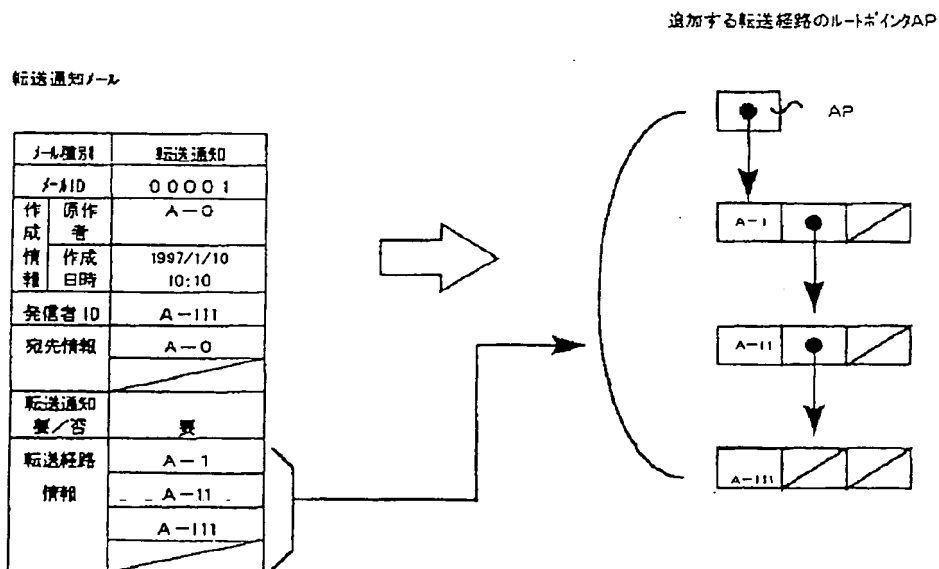 追加する転送経路のルートポインタAP
転送通知メール
メール種別 転送通知
メールID 00001
作成情報 原作者 A-0
作成日時 1997/1/10 10:10
発信者ID A-111
宛先情報 A-0
転送通知要/否 要
転送経路情報 A-1
A-11
A-111
AP
A-1
A-11
A-111